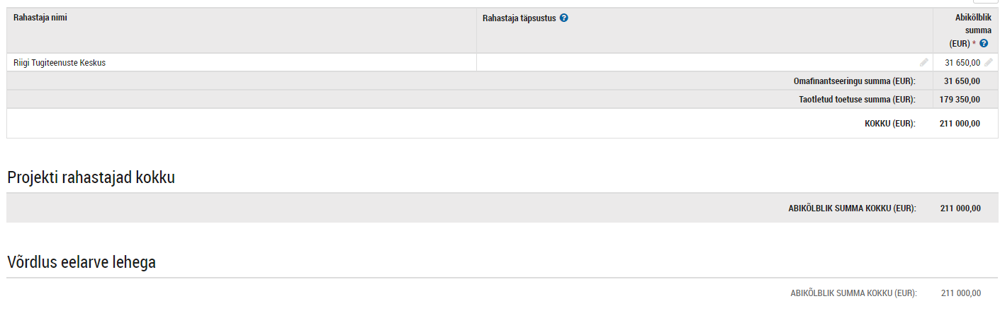 Rahastaja nimi
Rahastaja täpsustus ?
Abikõlblik
summa
(EUR) * ?
Riigi Tugiteenuste Keskus
31 650,00
Omafinantseeringu summa (EUR): 31 650,00
Taotletud toetuse summa (EUR): 179 350,00
KOKKU (EUR): 211 000,00
Projekti rahastajad kokku
ABIKÕLBLIK SUMMA KOKKU (EUR): 211 000,00
Võrdlus eelarve lehega
ABIKÕLBLIK SUMMA KOKKU (EUR): 211 000,00